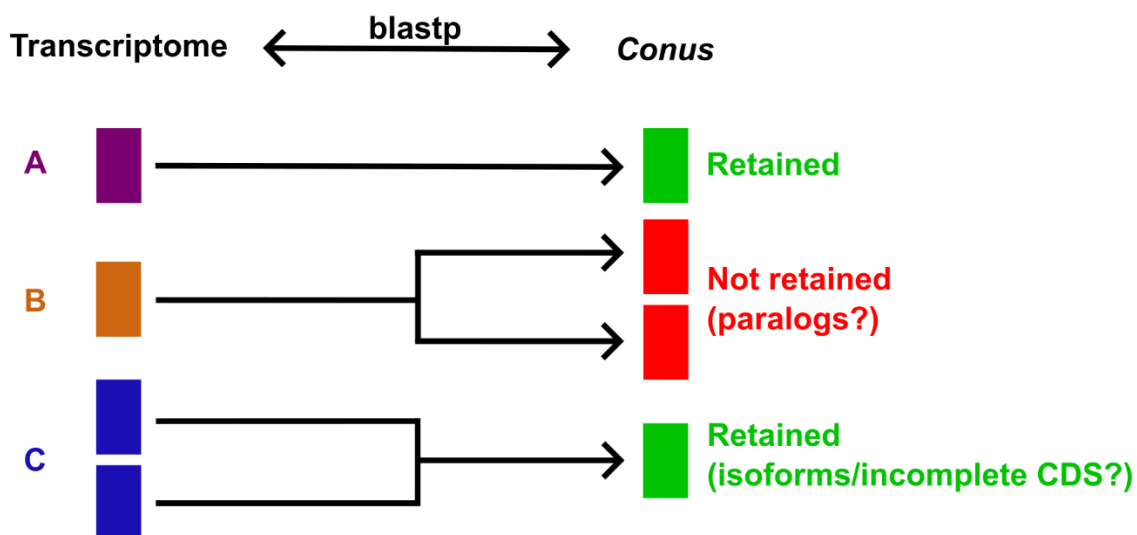 blastp
Transcriptome
Conus
A
Retained
B
Not retained
(paralogs?)
C
Retained
(isoforms/incomplete CDS?)